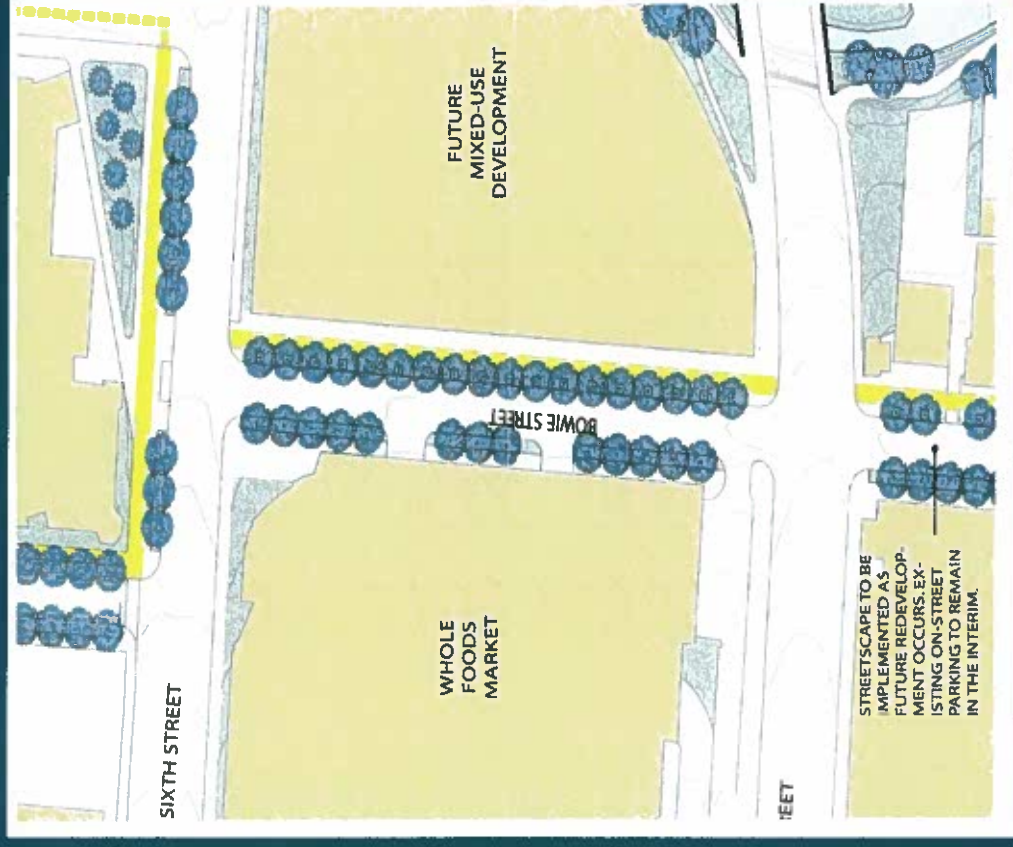 FUTURE
MIXED-USE
DEVELOPMENT
BOWIE STREET
WHOLE
FOODS
MARKET
SIXTH STREET
EET
STREETSCAPE TO BE
IMPLEMENTED AS
FUTURE REDEVELOP-
MENT OCCURS. EX-
ISTING ON-STREET
PARKING TO REMAIN
IN THE INTERIM.